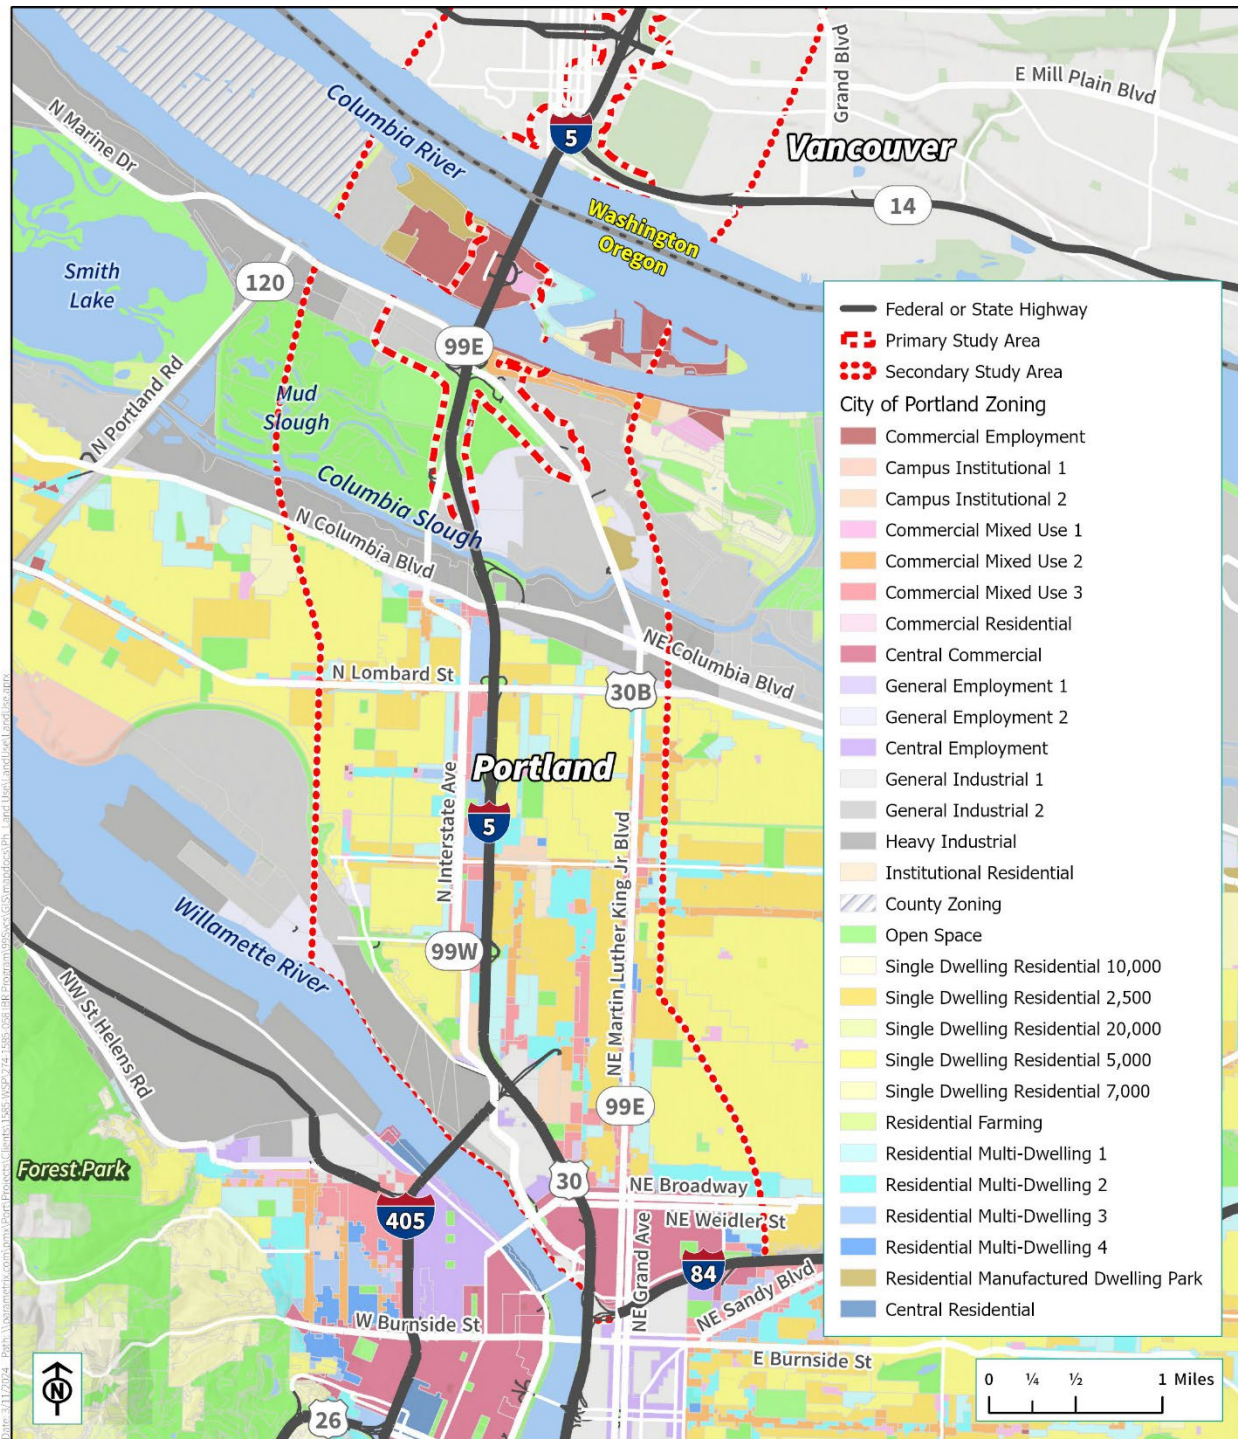 Columbia River
5
Grand Blvd
E Mill Plain Blvd
Vancouver
N Marine Dr
14
Washington
Oregon
Smith
Lake
120
99E
N Portland Rd
Mud
Slough
Columbia Slough
N Columbia Blvd
NE Columbia Blvd
N Lombard St
30B
Portland
5
N Interstate Ave
NE Martin Luther King Jr Blvd
Willamette River
99W
NW St Helens Rd
99E
Forest Park
30
NE Broadway
405
NE Weidler St
NE Grand Ave
84
NE Sandy Blvd
W Burnside St
E Burnside St
26
N
Federal or State Highway
Primary Study Area
Secondary Study Area
City of Portland Zoning
Commercial Employment
Campus Institutional 1
Campus Institutional 2
Commercial Mixed Use 1
Commercial Mixed Use 2
Commercial Mixed Use 3
Commercial Residential
Central Commercial
General Employment 1
General Employment 2
Central Employment
General Industrial 1
General Industrial 2
Heavy Industrial
Institutional Residential
County Zoning
Open Space
Single Dwelling Residential 10,000
Single Dwelling Residential 2,500
Single Dwelling Residential 20,000
Single Dwelling Residential 5,000
Single Dwelling Residential 7,000
Residential Farming
Residential Multi-Dwelling 1
Residential Multi-Dwelling 2
Residential Multi-Dwelling 3
Residential Multi-Dwelling 4
Residential Manufactured Dwelling Park
Central Residential
0 ¼ ½ 1 Miles
Date: 3/11/2024